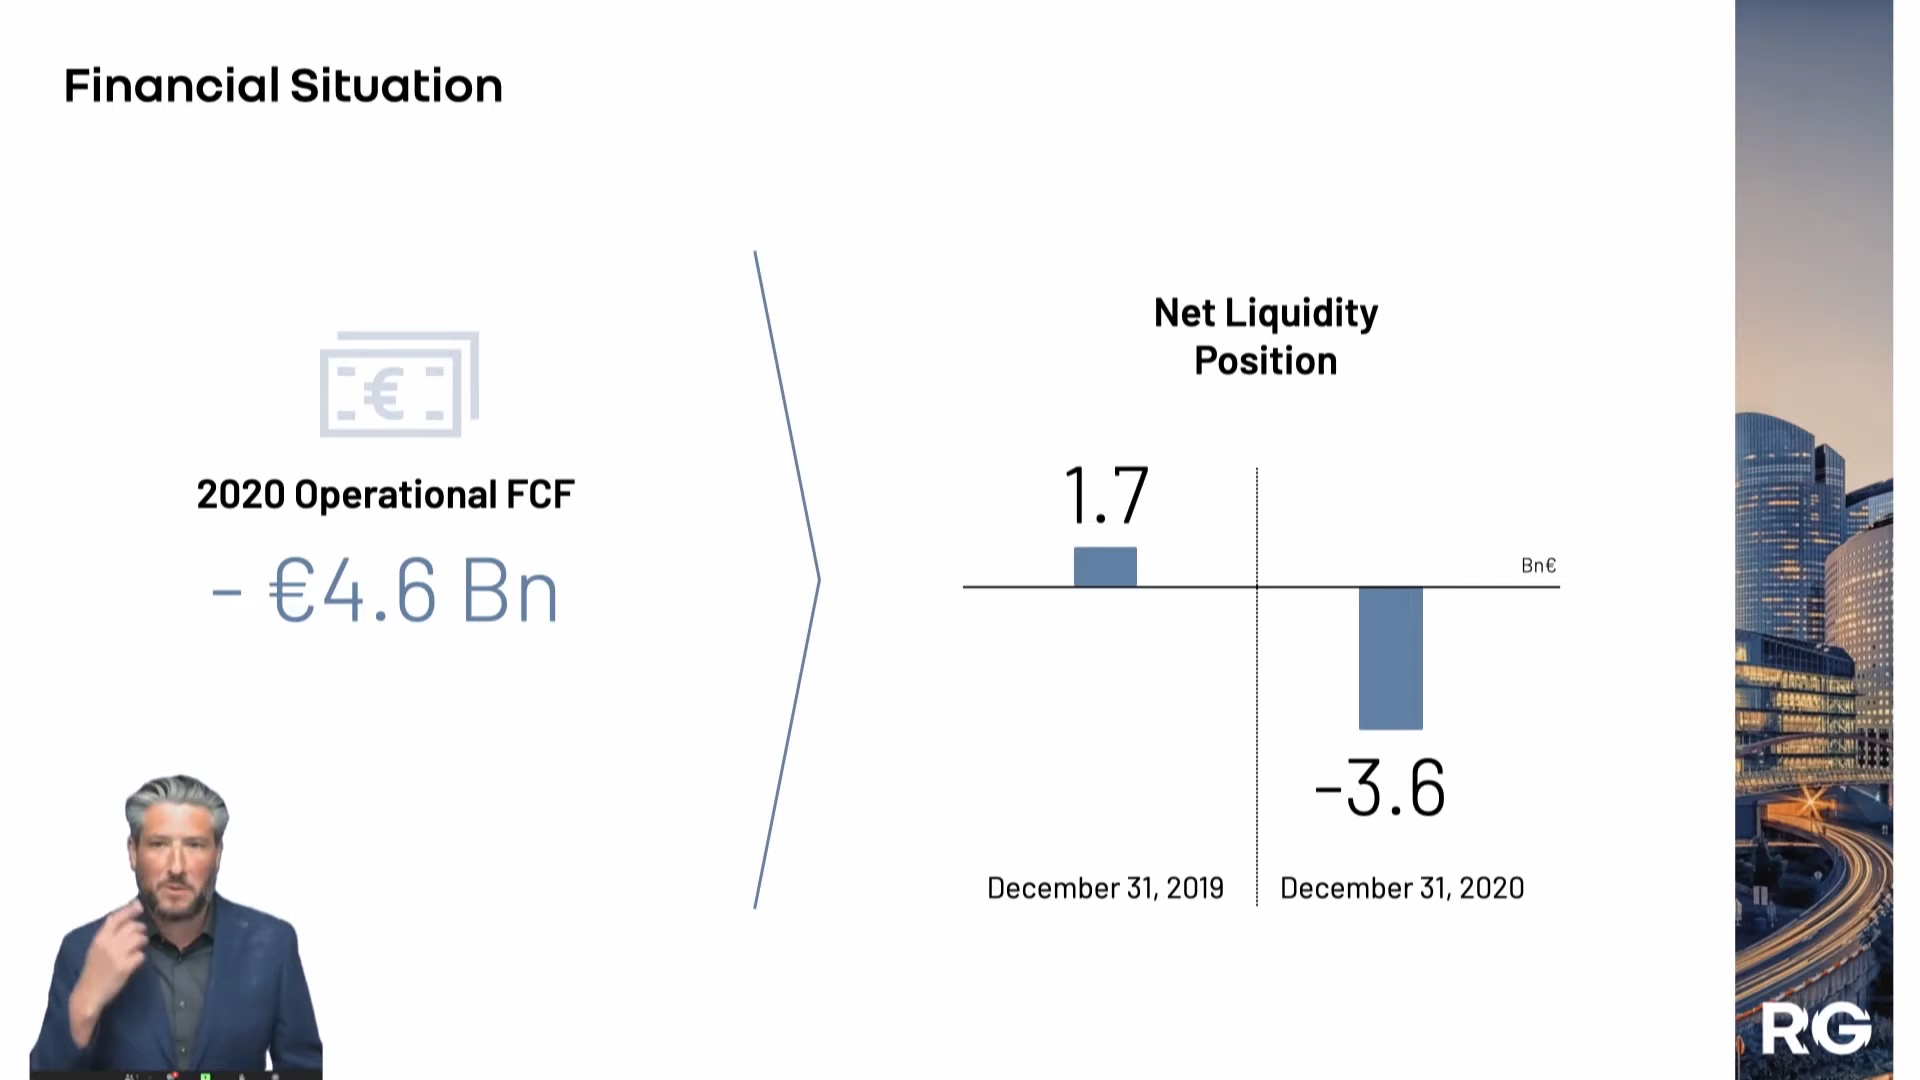 Financial Situation
€
2020 Operational FCF
- €4.6 Bn
Net Liquidity
Position
1.7
Bn€
-3.6
December 31, 2019
December 31, 2020
RG